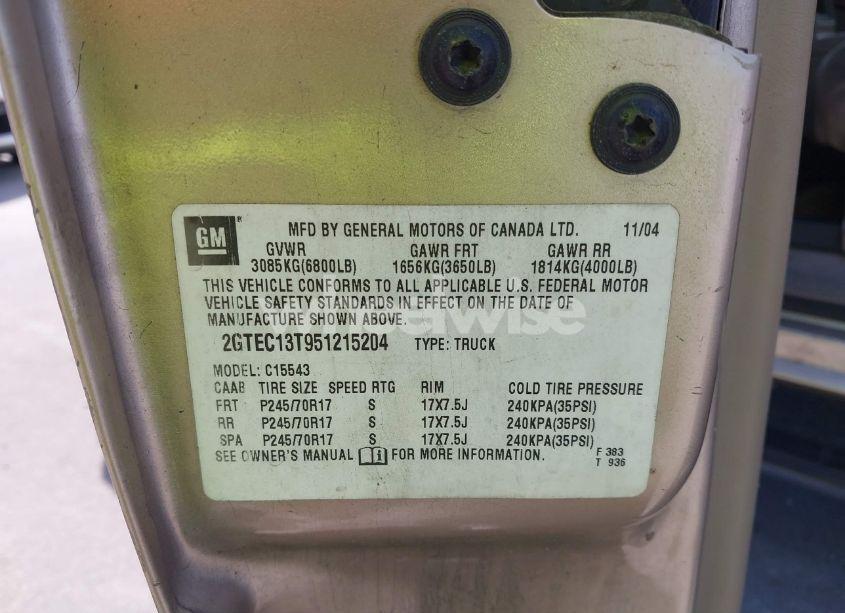 GM
MFD BY GENERAL MOTORS OF CANADA LTD. 11/04
GVWR GAWR FRT GAWR RR
3085KG(6800LB) 1656KG(3650LB) 1814KG(4000LB)
THIS VEHICLE CONFORMS TO ALL APPLICABLE U.S. FEDERAL MOTOR
VEHICLE SAFETY STANDARDS IN EFFECT ON THE DATE OF
MANUFACTURE SHOWN ABOVE.
2GTEC13T951215204 TYPE: TRUCK
MODEL: C15543
CAAB TIRE SIZE SPEED RTG RIM COLD TIRE PRESSURE
FRT P245/70R17 S 17X7.5J 240KPA(35PSI)
RR P245/70R17 S 17X7.5J 240KPA(35PSI)
SPA P245/70R17 S 17X7.5J 240KPA(35PSI)
SEE OWNER'S MANUAL FOR MORE INFORMATION.
F 383
T 936